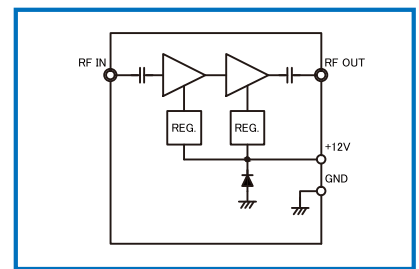 RF IN
RF OUT
REG.
REG.
+12V
GND